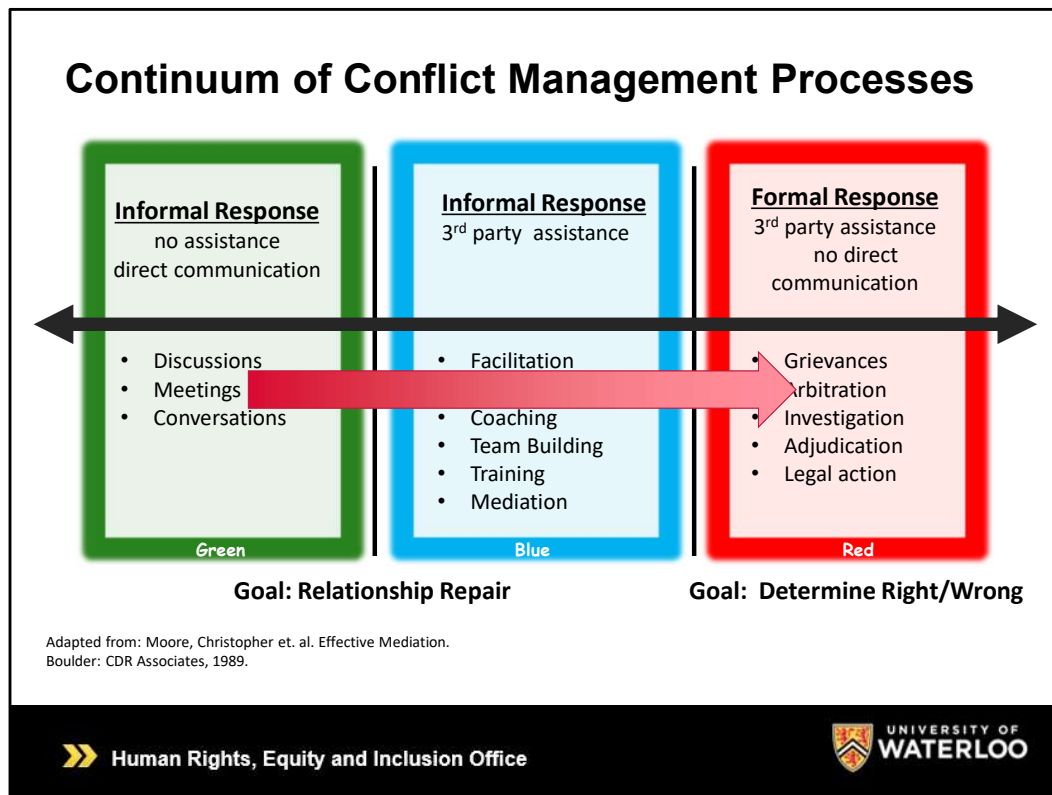 Continuum of Conflict Management Processes
Informal Response
no assistance
direct communication
• Discussions
• Meetings
• Conversations
Green
Informal Response
3rd party assistance
• Facilitation
• Coaching
• Team Building
• Training
• Mediation
Blue
Formal Response
3rd party assistance
no direct
communication
• Grievances
• Arbitration
• Investigation
• Adjudication
• Legal action
Red
Goal: Relationship Repair
Goal: Determine Right/Wrong
Adapted from: Moore, Christopher et. al. Effective Mediation.
Boulder: CDR Associates, 1989.
Human Rights, Equity and Inclusion Office
UNIVERSITY OF
WATERLOO